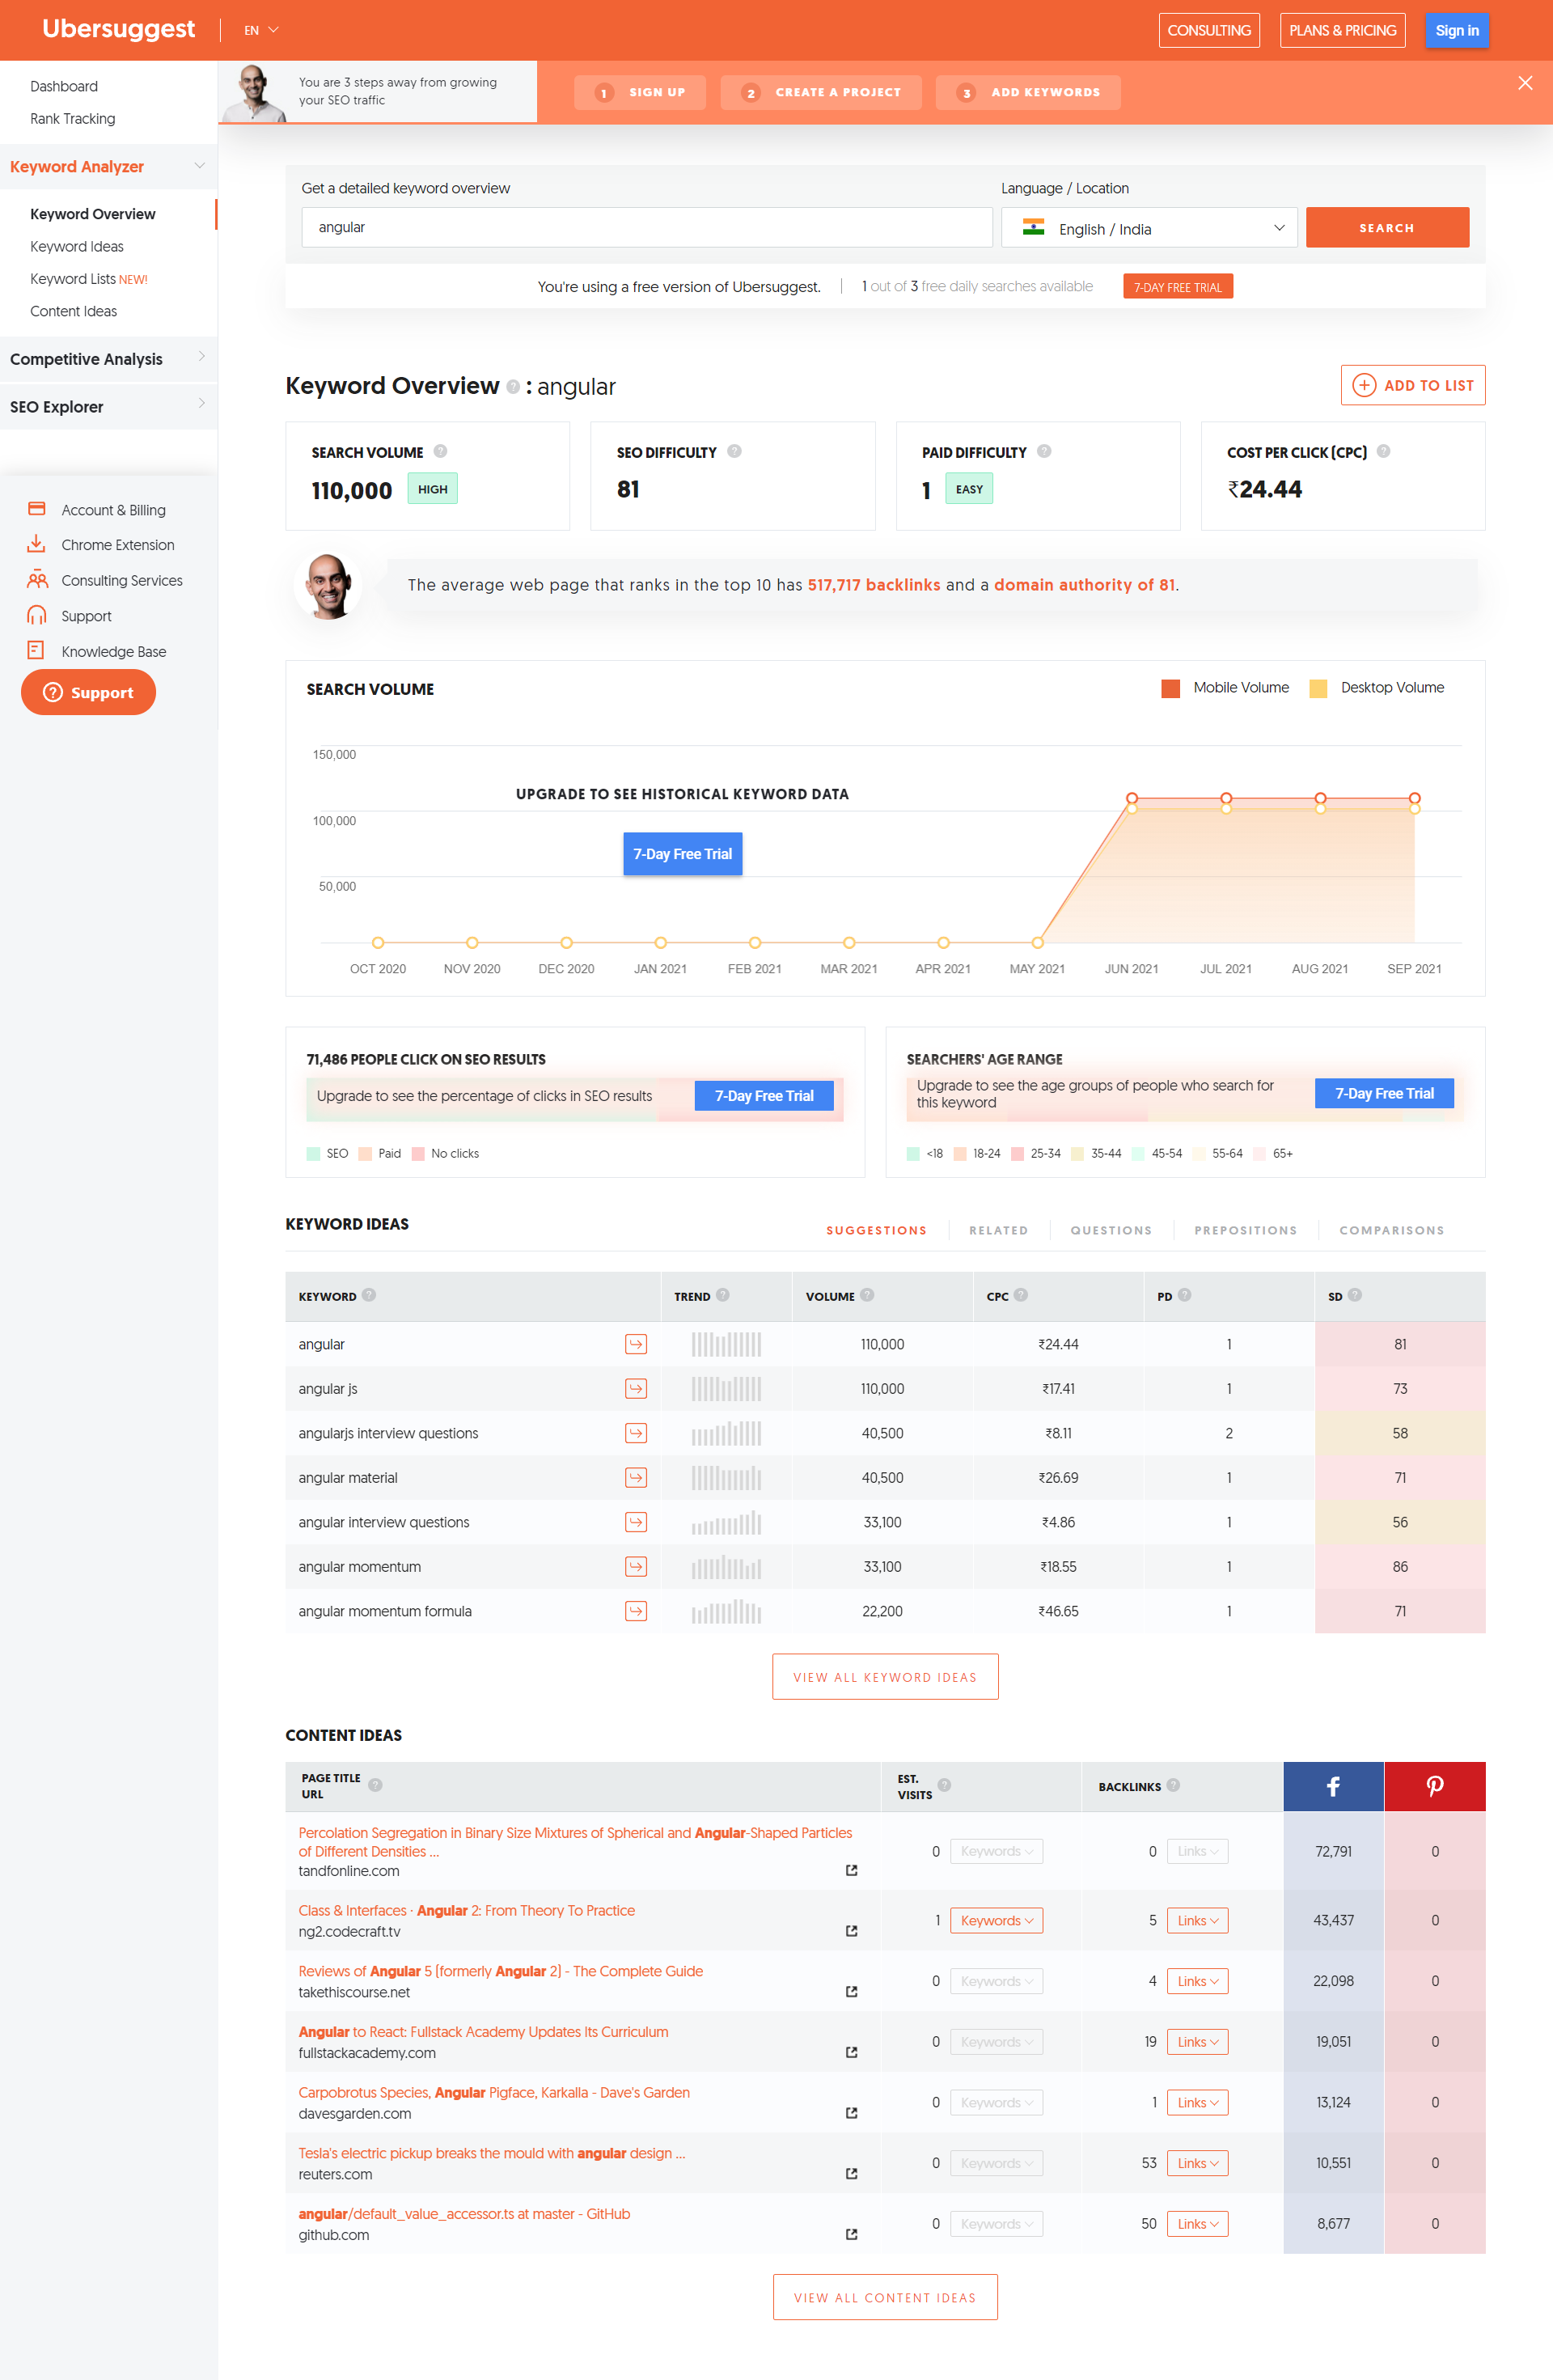 Ubersuggest
EN
CONSULTING
PLANS & PRICING
Sign in
Dashboard
Rank Tracking
Keyword Analyzer
Keyword Overview
Keyword Ideas
Keyword Lists NEW!
Content Ideas
Competitive Analysis
SEO Explorer
Account & Billing
Chrome Extension
Consulting Services
Support
Knowledge Base
Support
You are 3 steps away from growing
your SEO traffic
1 SIGN UP
2 CREATE A PROJECT
3 ADD KEYWORDS
Get a detailed keyword overview
Language / Location
angular
English / India
SEARCH
You're using a free version of Ubersuggest.
1 out of 3 free daily searches available
7-DAY FREE TRIAL
Keyword Overview ? : angular
ADD TO LIST
SEARCH VOLUME ?
110,000 HIGH
SEO DIFFICULTY ?
81
PAID DIFFICULTY ?
1 EASY
COST PER CLICK (CPC) ?
₹24.44
The average web page that ranks in the top 10 has 517,717 backlinks and a domain authority of 81.
SEARCH VOLUME
Mobile Volume
Desktop Volume
150,000
UPGRADE TO SEE HISTORICAL KEYWORD DATA
100,000
7-Day Free Trial
50,000
OCT 2020 NOV 2020 DEC 2020 JAN 2021 FEB 2021 MAR 2021 APR 2021 MAY 2021 JUN 2021 JUL 2021 AUG 2021 SEP 2021
71,486 PEOPLE CLICK ON SEO RESULTS
Upgrade to see the percentage of clicks in SEO results
7-Day Free Trial
SEO Paid No clicks
SEARCHERS' AGE RANGE
Upgrade to see the age groups of people who search for
this keyword
7-Day Free Trial
<18 18-24 25-34 35-44 45-54 55-64 65+
KEYWORD IDEAS
SUGGESTIONS RELATED QUESTIONS PREPOSITIONS COMPARISONS
KEYWORD ? TREND ? VOLUME ? CPC ? PD ? SD ?
angular 110,000 ₹24.44 1 81
angular js 110,000 ₹17.41 1 73
angularjs interview questions 40,500 ₹8.11 2 58
angular material 40,500 ₹26.69 1 71
angular interview questions 33,100 ₹4.86 1 56
angular momentum 33,100 ₹18.55 1 86
angular momentum formula 22,200 ₹46.65 1 71
VIEW ALL KEYWORD IDEAS
CONTENT IDEAS
PAGE TITLE
URL ?
EST.
VISITS ?
BACKLINKS ?
Percolation Segregation in Binary Size Mixtures of Spherical and Angular-Shaped Particles
of Different Densities ...
tandfonline.com
0 Keywords 0 Links 72,791 0
Class & Interfaces · Angular 2: From Theory To Practice
ng2.codecraft.tv
1 Keywords 5 Links 43,437 0
Reviews of Angular 5 (formerly Angular 2) - The Complete Guide
takethiscourse.net
0 Keywords 4 Links 22,098 0
Angular to React: Fullstack Academy Updates Its Curriculum
fullstackacademy.com
0 Keywords 19 Links 19,051 0
Carpobrotus Species, Angular Pigface, Karkalla - Dave's Garden
davesgarden.com
0 Keywords 1 Links 13,124 0
Tesla's electric pickup breaks the mould with angular design ...
reuters.com
0 Keywords 53 Links 10,551 0
angular/default_value_accessor.ts at master - GitHub
github.com
0 Keywords 50 Links 8,677 0
VIEW ALL CONTENT IDEAS